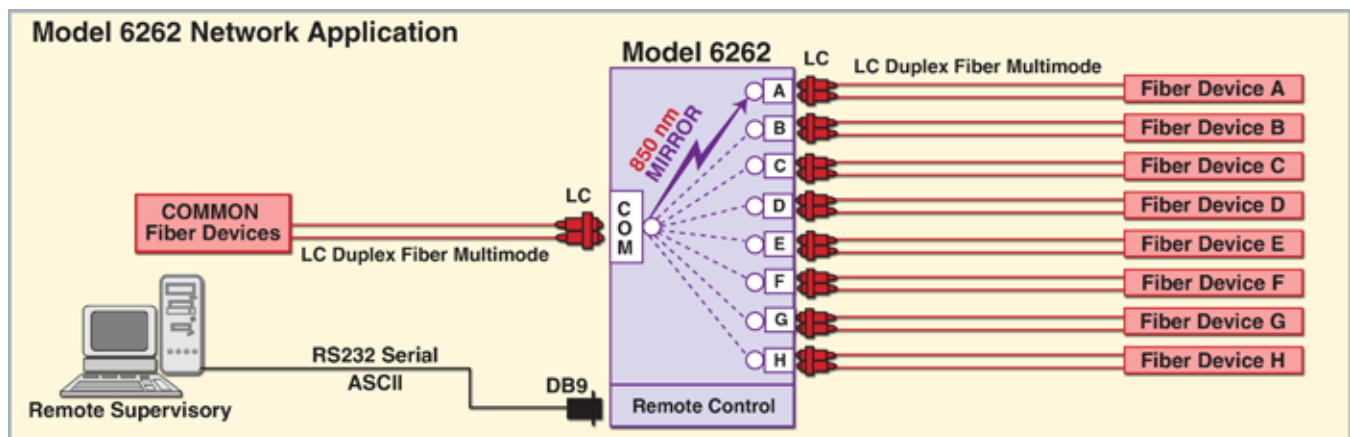 Model 6262 Network Application
Model 6262
LC
LC Duplex Fiber Multimode
A
Fiber Device A
B
Fiber Device B
C
Fiber Device C
D
Fiber Device D
E
Fiber Device E
F
Fiber Device F
G
Fiber Device G
H
Fiber Device H
850 nm
MIRROR
COM
LC
COMMON
Fiber Devices
LC Duplex Fiber Multimode
RS232 Serial
ASCII
DB9
Remote Control
Remote Supervisory